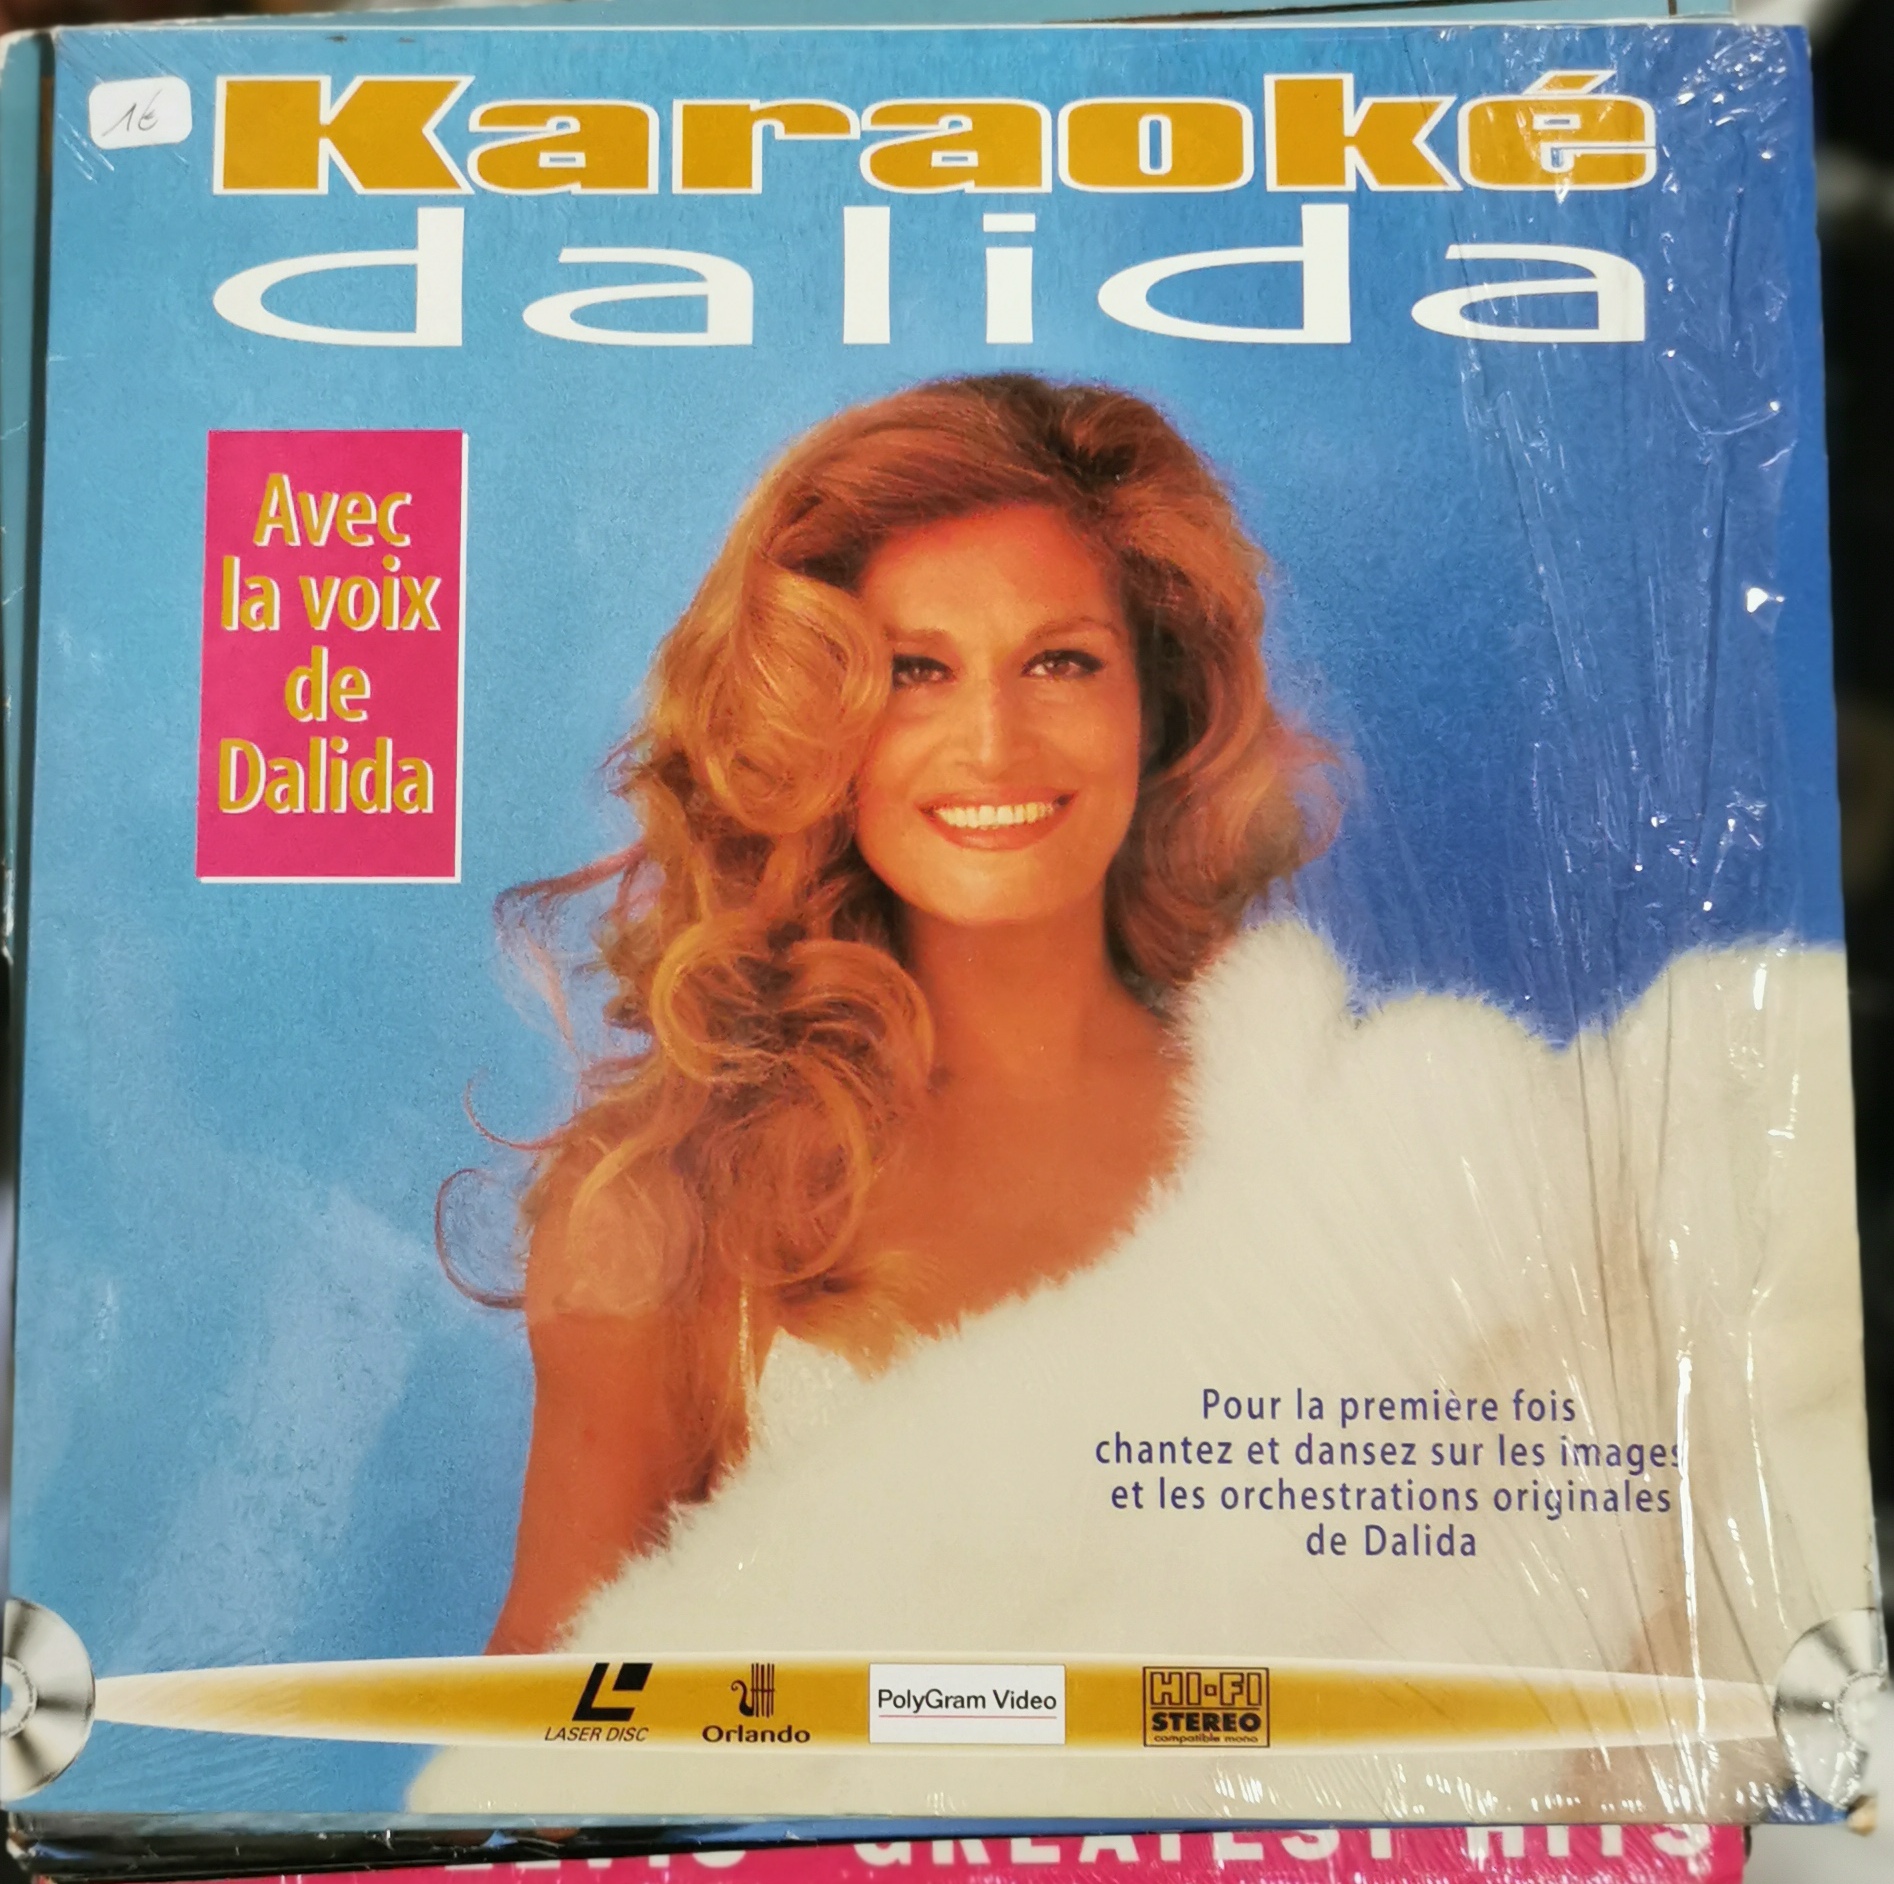 1€
Karaoké
dalida
Avec
la voix
de
Dalida
Pour la première fois
chantez et dansez sur les images
et les orchestrations originales
de Dalida
LASER DISC
Orlando
PolyGram Video
HI-FI
STEREO
compatible mono
GREATEST HITS